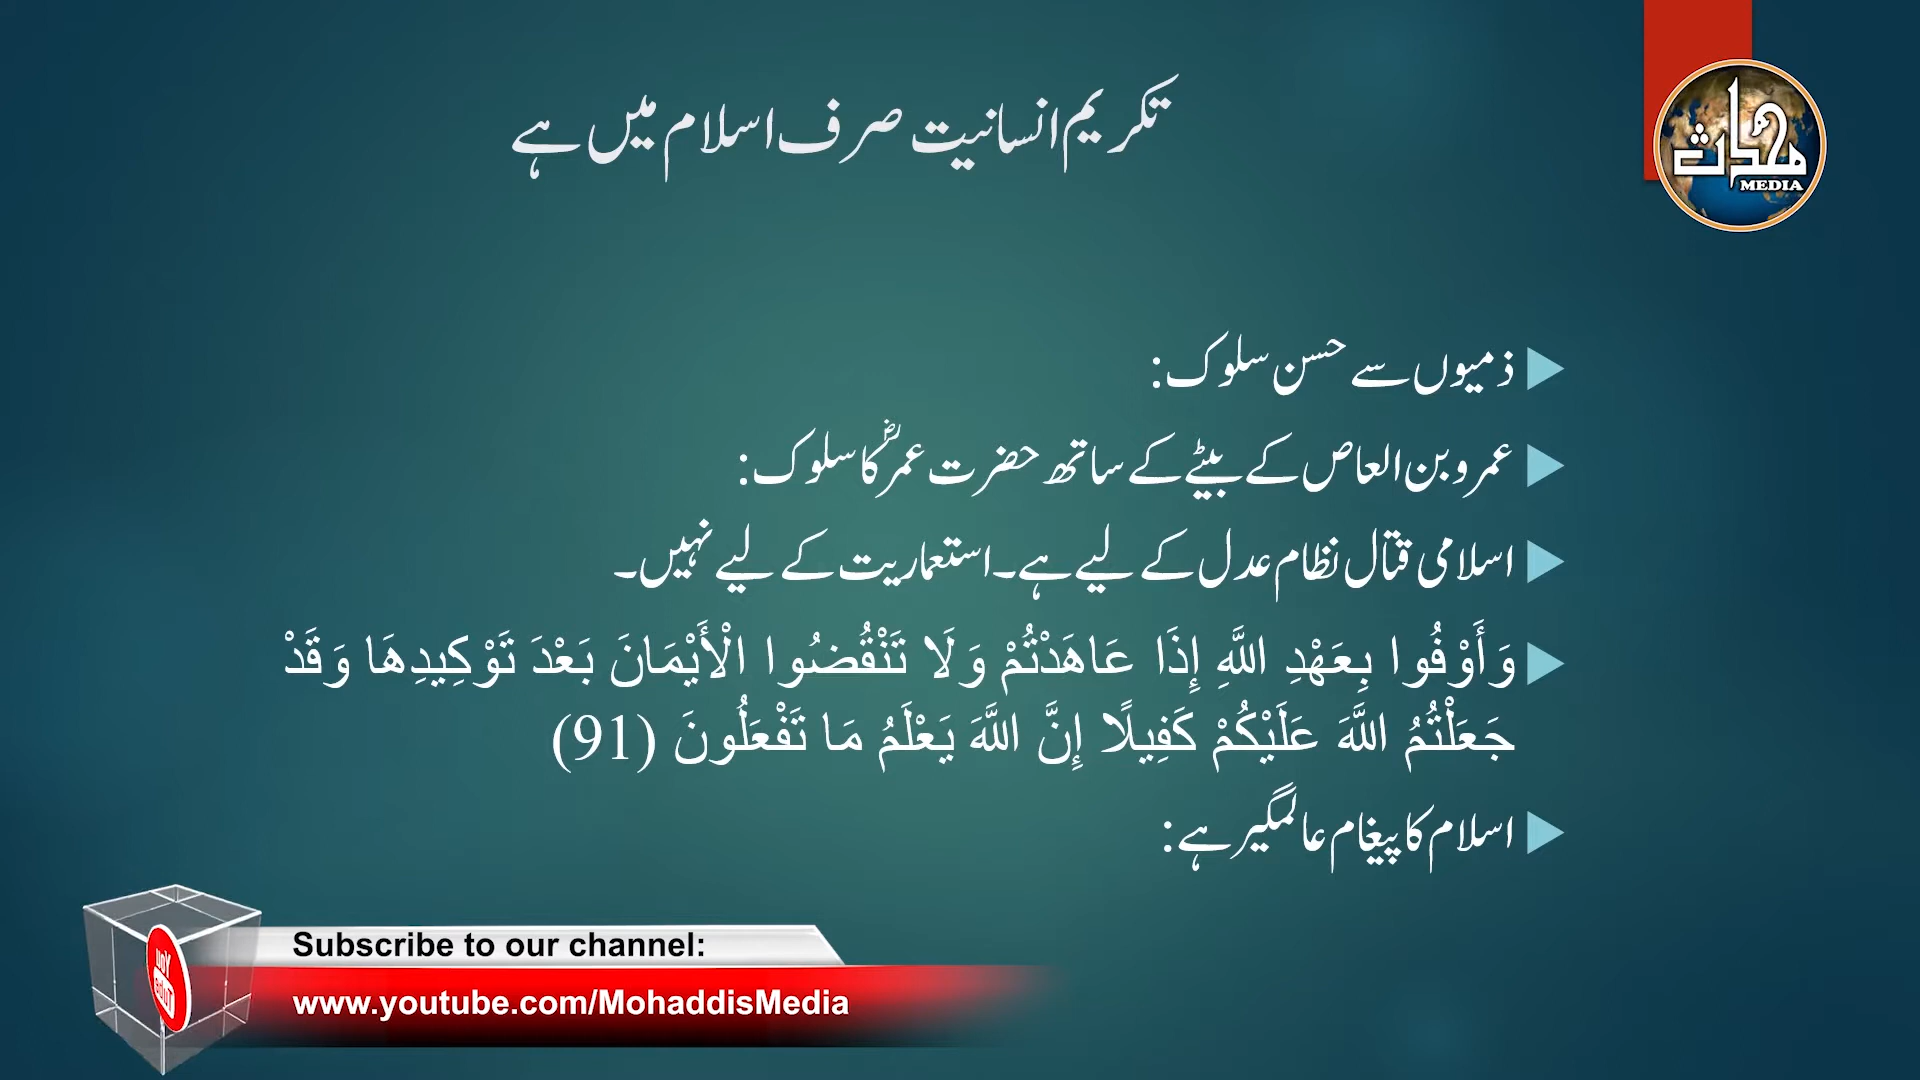 تکریم انسانیت صرف اسلام میں ہے
محدث
MEDIA
ذمیوں سے حسن سلوک:
عمرو بن العاص کے بیٹے کے ساتھ حضرت عمرؓ کا سلوک:
اسلامی قتال نظام عدل کے لیے ہے۔ استعماریت کے لیے نہیں۔
وَأَوْفُوا بِعَهْدِ اللَّهِ إِذَا عَاهَدْتُمْ وَلَا تَنْقُضُوا الْأَيْمَانَ بَعْدَ تَوْكِيدِهَا وَقَدْ
جَعَلْتُمُ اللَّهَ عَلَيْكُمْ كَفِيلًا إِنَّ اللَّهَ يَعْلَمُ مَا تَفْعَلُونَ (91)
اسلام کا پیغام عالمگیر ہے:
Subscribe to our channel:
You
Tube
www.youtube.com/MohaddisMedia